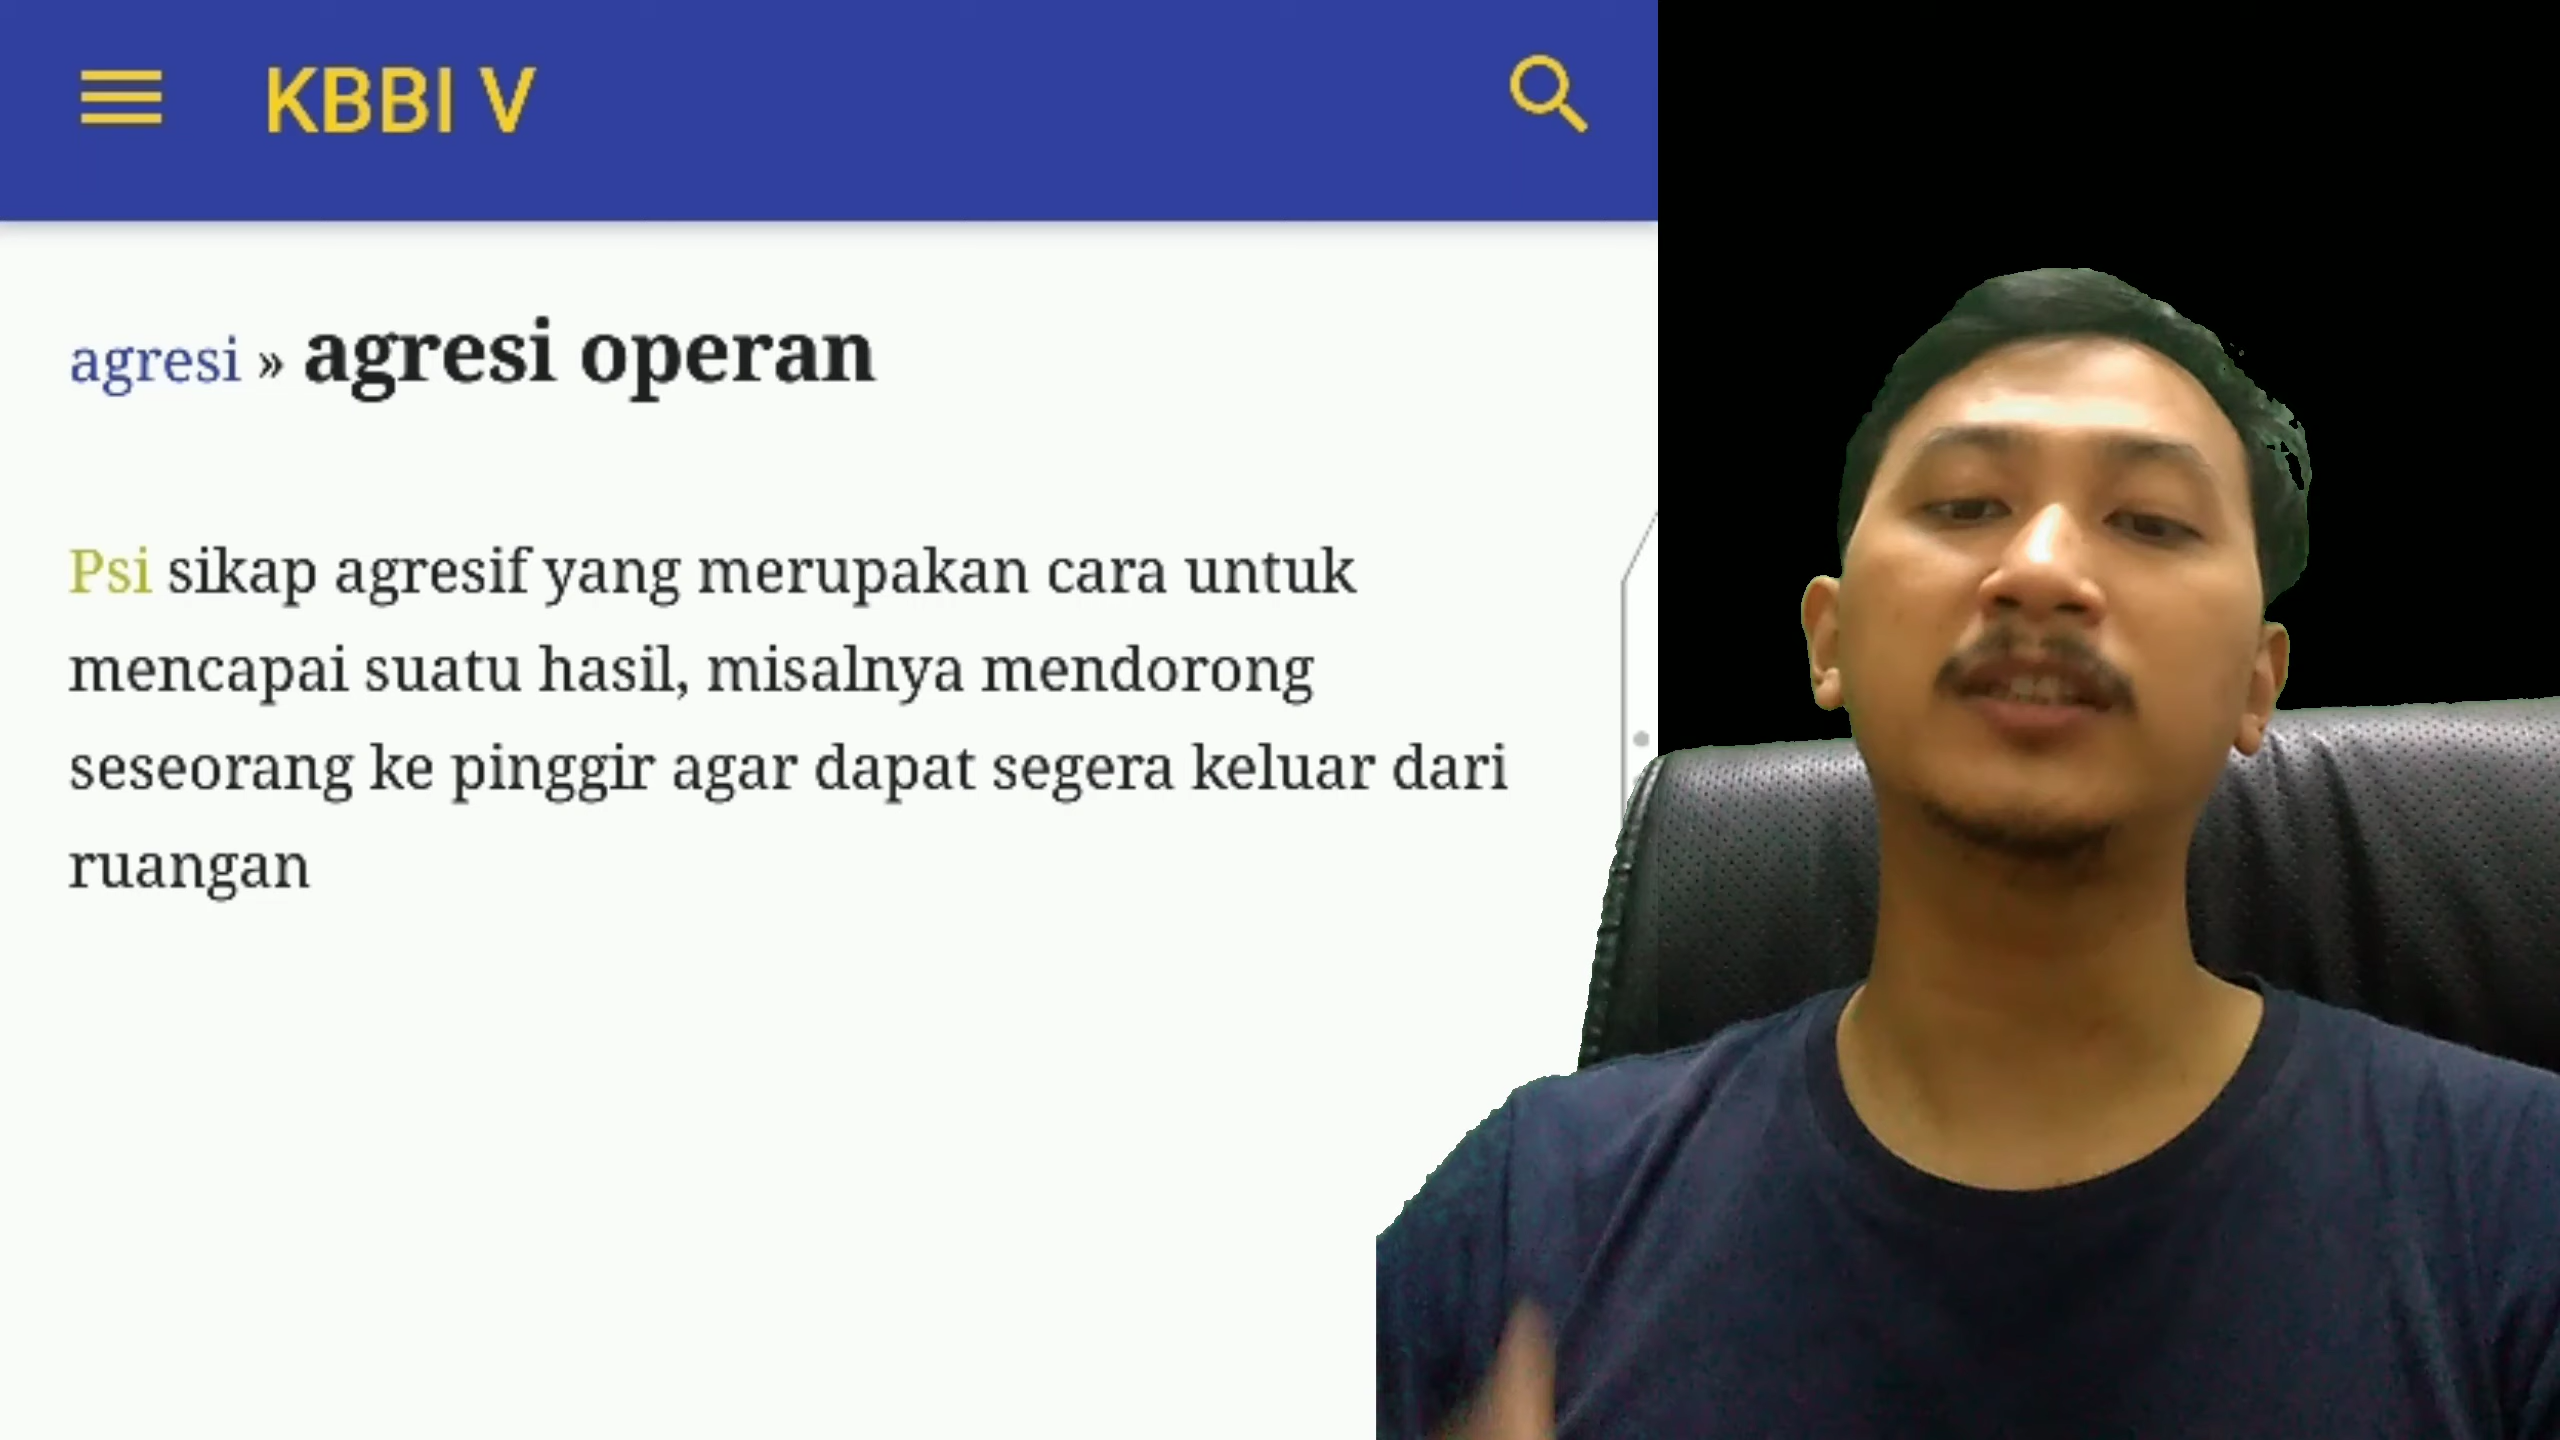 KBBI V
agresi » agresi operan
Psi sikap agresif yang merupakan cara untuk
mencapai suatu hasil, misalnya mendorong
seseorang ke pinggir agar dapat segera keluar dari
ruangan